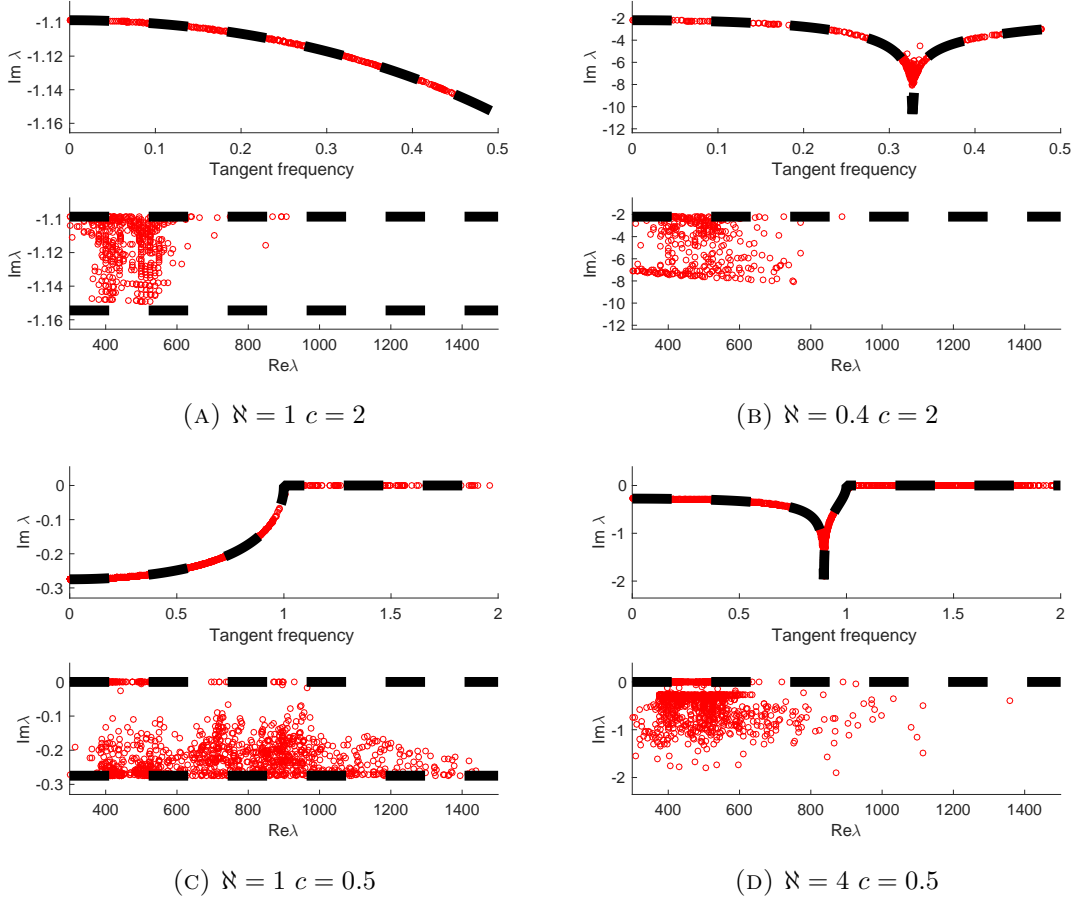 -1.1
-1.12
-1.14
-1.16
Im λ
0 0.1 0.2 0.3 0.4 0.5
Tangent frequency
-1.1
-1.12
-1.14
-1.16
Imλ
400 600 800 1000 1200 1400
Reλ
(A) ℵ = 1 c = 2
-2
-4
-6
-8
-10
-12
Im λ
0 0.1 0.2 0.3 0.4 0.5
Tangent frequency
-2
-4
-6
-8
-10
-12
Imλ
400 600 800 1000 1200 1400
Reλ
(B) ℵ = 0.4 c = 2
0
-0.1
-0.2
-0.3
Im λ
0 0.5 1 1.5 2
Tangent frequency
0
-0.1
-0.2
-0.3
Imλ
400 600 800 1000 1200 1400
Reλ
(C) ℵ = 1 c = 0.5
0
-1
-2
Im λ
0 0.5 1 1.5 2
Tangent frequency
0
-1
-2
Imλ
400 600 800 1000 1200 1400
Reλ
(D) ℵ = 4 c = 0.5